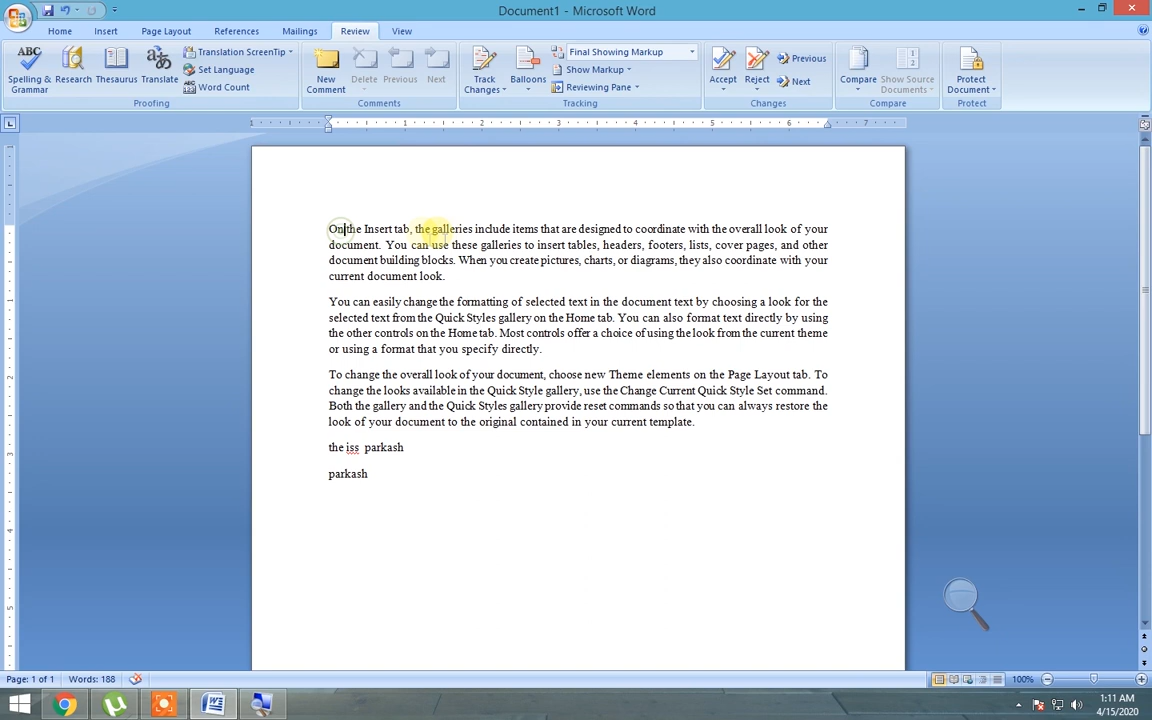 Document1 - Microsoft Word
Home Insert Page Layout References Mailings Review View
ABC Spelling & Grammar
Research
Thesaurus
Translate
Translation ScreenTip
Set Language
ABC 123 Word Count
Proofing
New Comment
Delete
Previous
Next
Comments
Track Changes
Balloons
Final Showing Markup
Show Markup
Reviewing Pane
Tracking
Accept
Reject
Previous
Next
Changes
Compare
Show Source Documents
Compare
Protect Document
Protect
1 1 2 3 4 5 6 7
On the Insert tab, the galleries include items that are designed to coordinate with the overall look of your
document. You can use these galleries to insert tables, headers, footers, lists, cover pages, and other
document building blocks. When you create pictures, charts, or diagrams, they also coordinate with your
current document look.
You can easily change the formatting of selected text in the document text by choosing a look for the
selected text from the Quick Styles gallery on the Home tab. You can also format text directly by using
the other controls on the Home tab. Most controls offer a choice of using the look from the current theme
or using a format that you specify directly.
To change the overall look of your document, choose new Theme elements on the Page Layout tab. To
change the looks available in the Quick Style gallery, use the Change Current Quick Style Set command.
Both the gallery and the Quick Styles gallery provide reset commands so that you can always restore the
look of your document to the original contained in your current template.
the iss parkash
parkash
Page: 1 of 1 Words: 188 100%
1:11 AM
4/15/2020